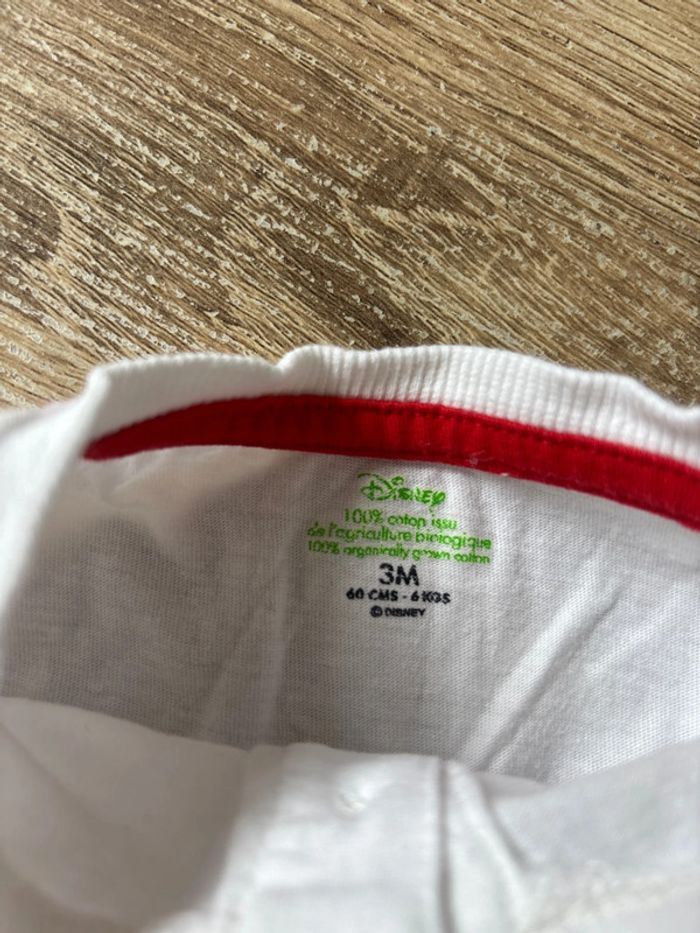 Disney
100% coton issu
de l'agriculture biologique
100% organically grown cotton
3M
60 CMS - 6 KGS
© DISNEY